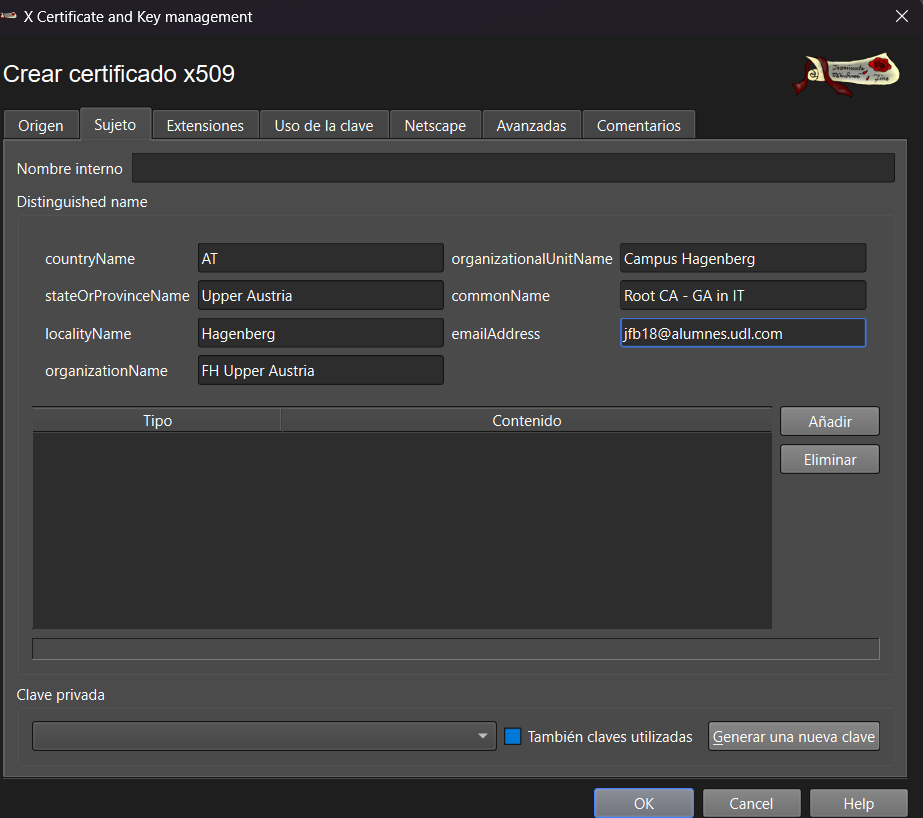 X Certificate and Key management
Crear certificado x509
Origen Sujeto Extensiones Uso de la clave Netscape Avanzadas Comentarios
Nombre interno
Distinguished name
countryName AT organizationalUnitName Campus Hagenberg
stateOrProvinceName Upper Austria commonName Root CA - GA in IT
localityName Hagenberg emailAddress jfb18@alumnes.udl.com
organizationName FH Upper Austria
Tipo Contenido Añadir
Eliminar
Clave privada
También claves utilizadas Generar una nueva clave
OK Cancel Help